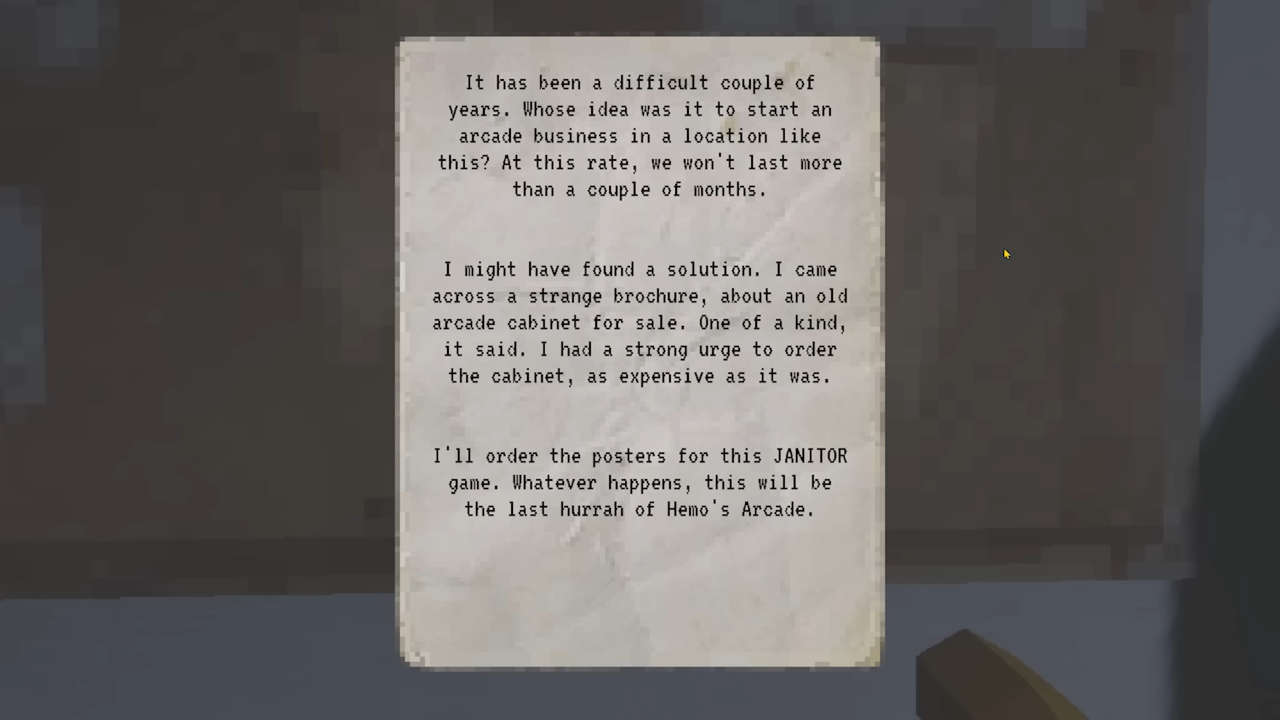 It has been a difficult couple of
years. Whose idea was it to start an
arcade business in a location like
this? At this rate, we won't last more
than a couple of months.
I might have found a solution. I came
across a strange brochure, about an old
arcade cabinet for sale. One of a kind,
it said. I had a strong urge to order
the cabinet, as expensive as it was.
I'll order the posters for this JANITOR
game. Whatever happens, this will be
the last hurrah of Hemo's Arcade.